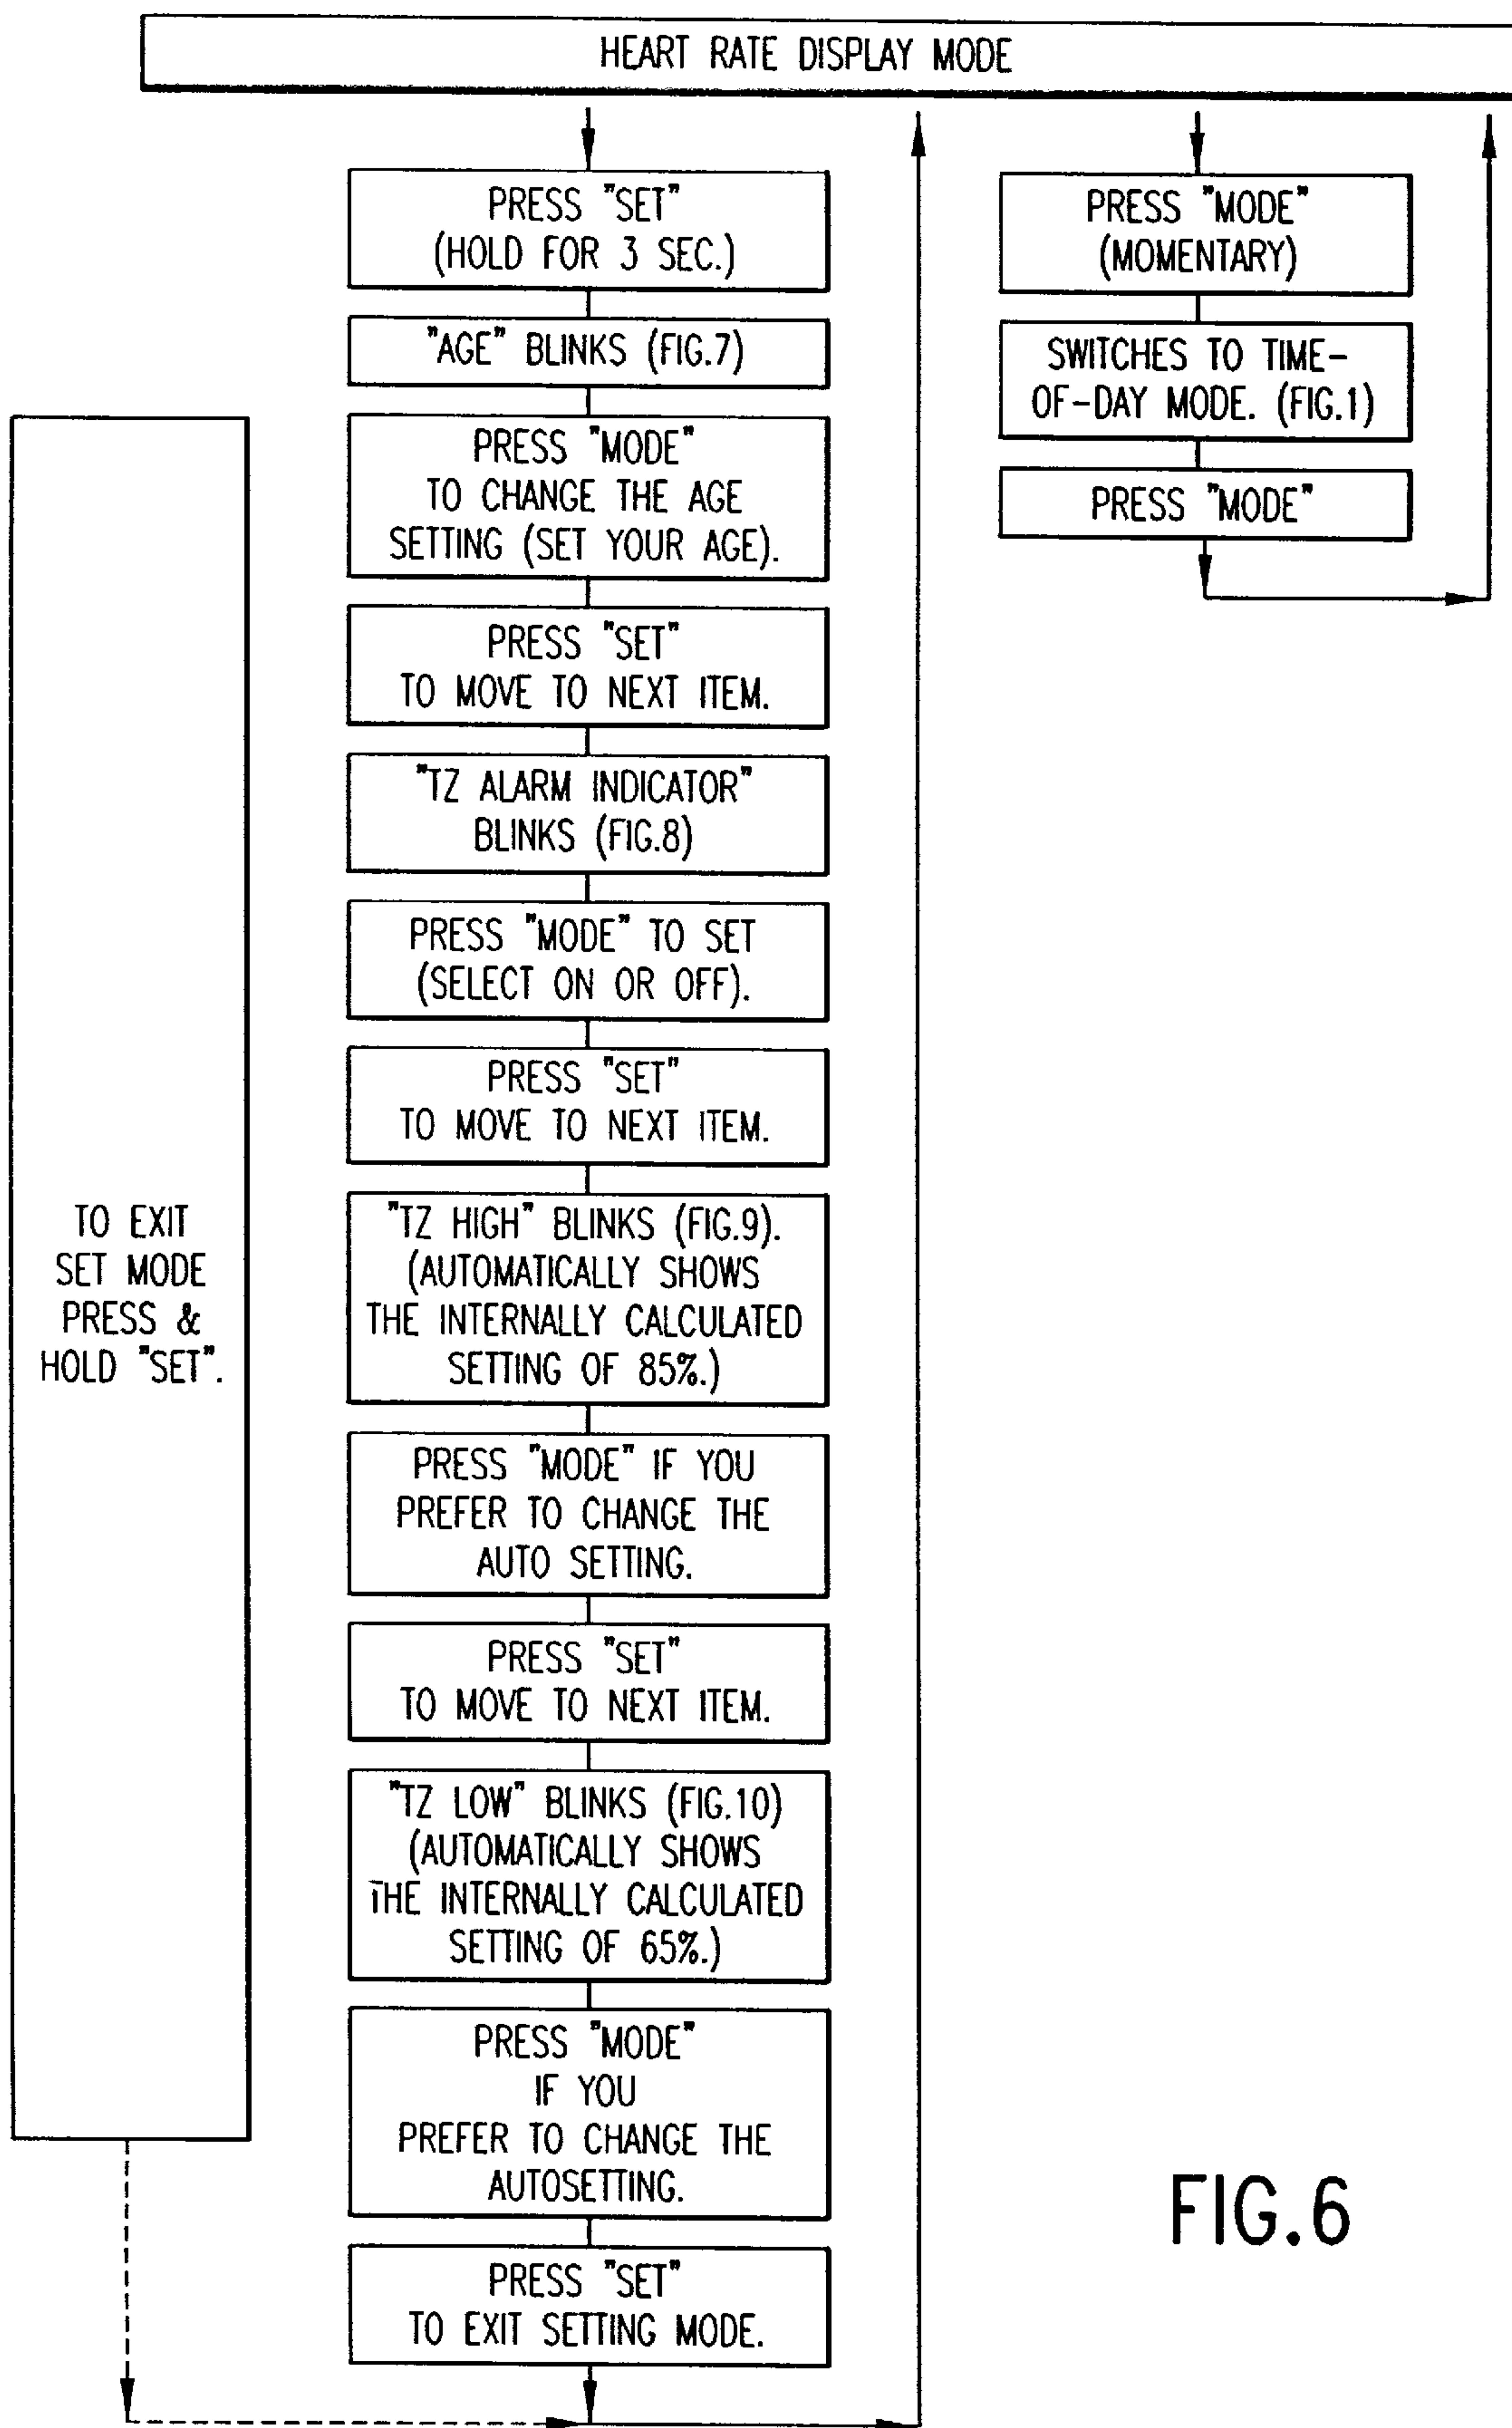 HEART RATE DISPLAY MODE
PRESS "SET"
(HOLD FOR 3 SEC.)
"AGE" BLINKS (FIG.7)
PRESS "MODE"
TO CHANGE THE AGE
SETTING (SET YOUR AGE).
PRESS "SET"
TO MOVE TO NEXT ITEM.
"TZ ALARM INDICATOR"
BLINKS (FIG.8)
PRESS "MODE" TO SET
(SELECT ON OR OFF).
PRESS "SET"
TO MOVE TO NEXT ITEM.
"TZ HIGH" BLINKS (FIG.9).
(AUTOMATICALLY SHOWS
THE INTERNALLY CALCULATED
SETTING OF 85%.)
PRESS "MODE" IF YOU
PREFER TO CHANGE THE
AUTO SETTING.
PRESS "SET"
TO MOVE TO NEXT ITEM.
"TZ LOW" BLINKS (FIG.10)
(AUTOMATICALLY SHOWS
THE INTERNALLY CALCULATED
SETTING OF 65%.)
PRESS "MODE"
IF YOU
PREFER TO CHANGE THE
AUTOSETTING.
PRESS "SET"
TO EXIT SETTING MODE.
TO EXIT
SET MODE
PRESS &
HOLD "SET".
PRESS "MODE"
(MOMENTARY)
SWITCHES TO TIME-
OF-DAY MODE. (FIG.1)
PRESS "MODE"
FIG.6